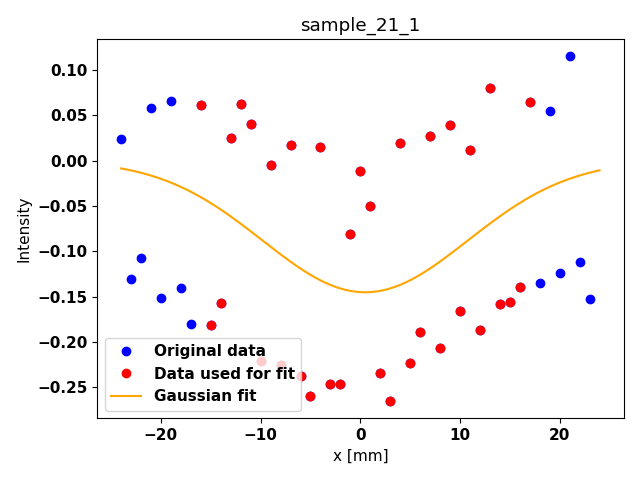 sample_21_1
0.10
0.05
0.00
−0.05
−0.10
−0.15
−0.20
−0.25
Intensity
Original data
Data used for fit
Gaussian fit
−20
−10
0
10
20
x [mm]